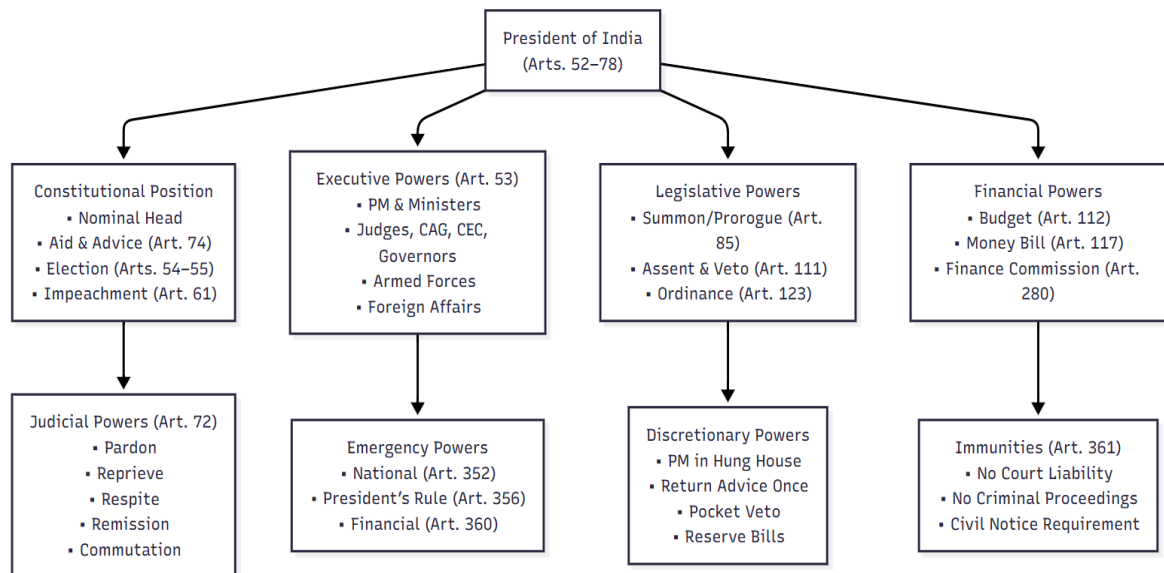 President of India
(Arts. 52–78)
Constitutional Position
▪ Nominal Head
▪ Aid & Advice (Art. 74)
▪ Election (Arts. 54–55)
▪ Impeachment (Art. 61)
Executive Powers (Art. 53)
▪ PM & Ministers
▪ Judges, CAG, CEC,
Governors
▪ Armed Forces
▪ Foreign Affairs
Legislative Powers
▪ Summon/Prorogue (Art.
85)
▪ Assent & Veto (Art. 111)
▪ Ordinance (Art. 123)
Financial Powers
▪ Budget (Art. 112)
▪ Money Bill (Art. 117)
▪ Finance Commission (Art.
280)
Judicial Powers (Art. 72)
▪ Pardon
▪ Reprieve
▪ Respite
▪ Remission
▪ Commutation
Emergency Powers
▪ National (Art. 352)
▪ President’s Rule (Art. 356)
▪ Financial (Art. 360)
Discretionary Powers
▪ PM in Hung House
▪ Return Advice Once
▪ Pocket Veto
▪ Reserve Bills
Immunities (Art. 361)
▪ No Court Liability
▪ No Criminal Proceedings
▪ Civil Notice Requirement